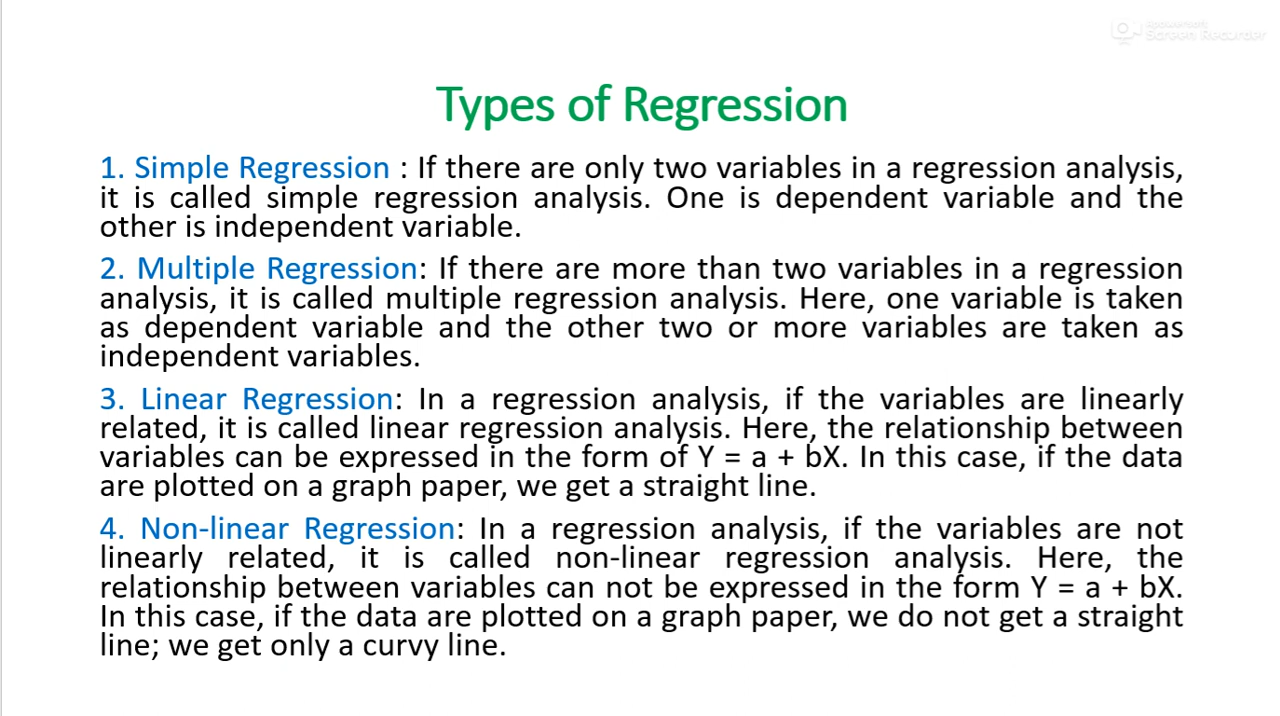 Apowersoft
Screen Recorder
Types of Regression
1. Simple Regression : If there are only two variables in a regression analysis,
it is called simple regression analysis. One is dependent variable and the
other is independent variable.
2. Multiple Regression: If there are more than two variables in a regression
analysis, it is called multiple regression analysis. Here, one variable is taken
as dependent variable and the other two or more variables are taken as
independent variables.
3. Linear Regression: In a regression analysis, if the variables are linearly
related, it is called linear regression analysis. Here, the relationship between
variables can be expressed in the form of Y = a + bX. In this case, if the data
are plotted on a graph paper, we get a straight line.
4. Non-linear Regression: In a regression analysis, if the variables are not
linearly related, it is called non-linear regression analysis. Here, the
relationship between variables can not be expressed in the form Y = a + bX.
In this case, if the data are plotted on a graph paper, we do not get a straight
line; we get only a curvy line.